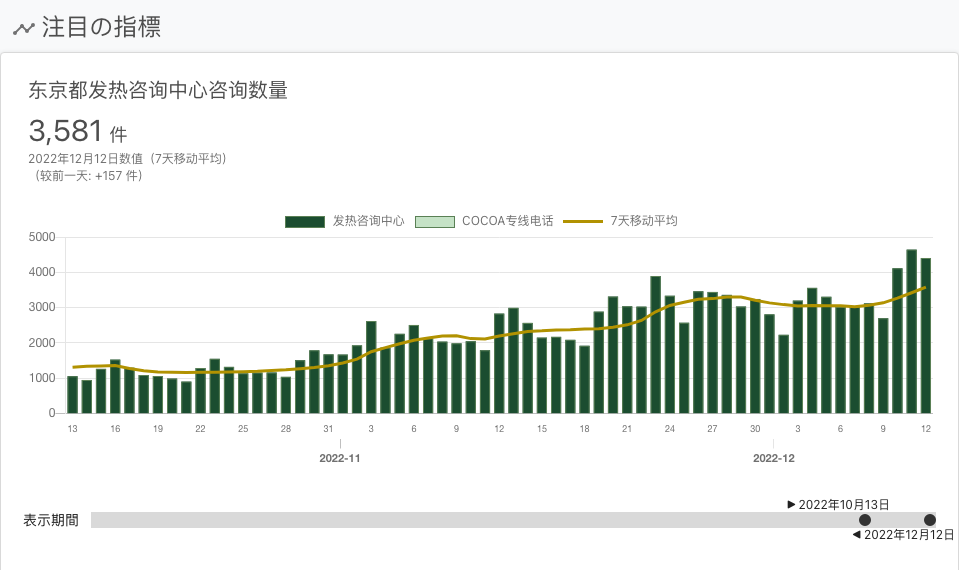 注目の指標
东京都发热咨询中心咨询数量
3,581 件
2022年12月12日数值（7天移动平均）
（较前一天: +157 件）
发热咨询中心 COCOA专线电话 7天移动平均
5000
4000
3000
2000
1000
0
13 16 19 22 25 28 31 3 6 9 12 15 18 21 24 27 30 3 6 9 12
2022-11 2022-12
▶ 2022年10月13日
表示期間
◀ 2022年12月12日